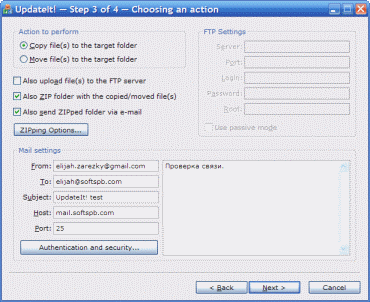 UpdateIt! — Step 3 of 4 — Choosing an action
Action to perform
Copy file(s) to the target folder
Move file(s) to the target folder
Also upload file(s) to the FTP server
Also ZIP folder with the copied/moved file(s)
Also send ZIPped folder via e-mail
ZIPping Options...
FTP Settings
Server:
Port:
Login:
Password:
Root:
Use passive mode
Mail settings
From: elijah.zarezky@gmail.com
To: elijah@softspb.com
Subject: UpdateIt! test
Host: mail.softspb.com
Port: 25
Authentication and security...
Проверка связи.
< Back
Next >
Cancel